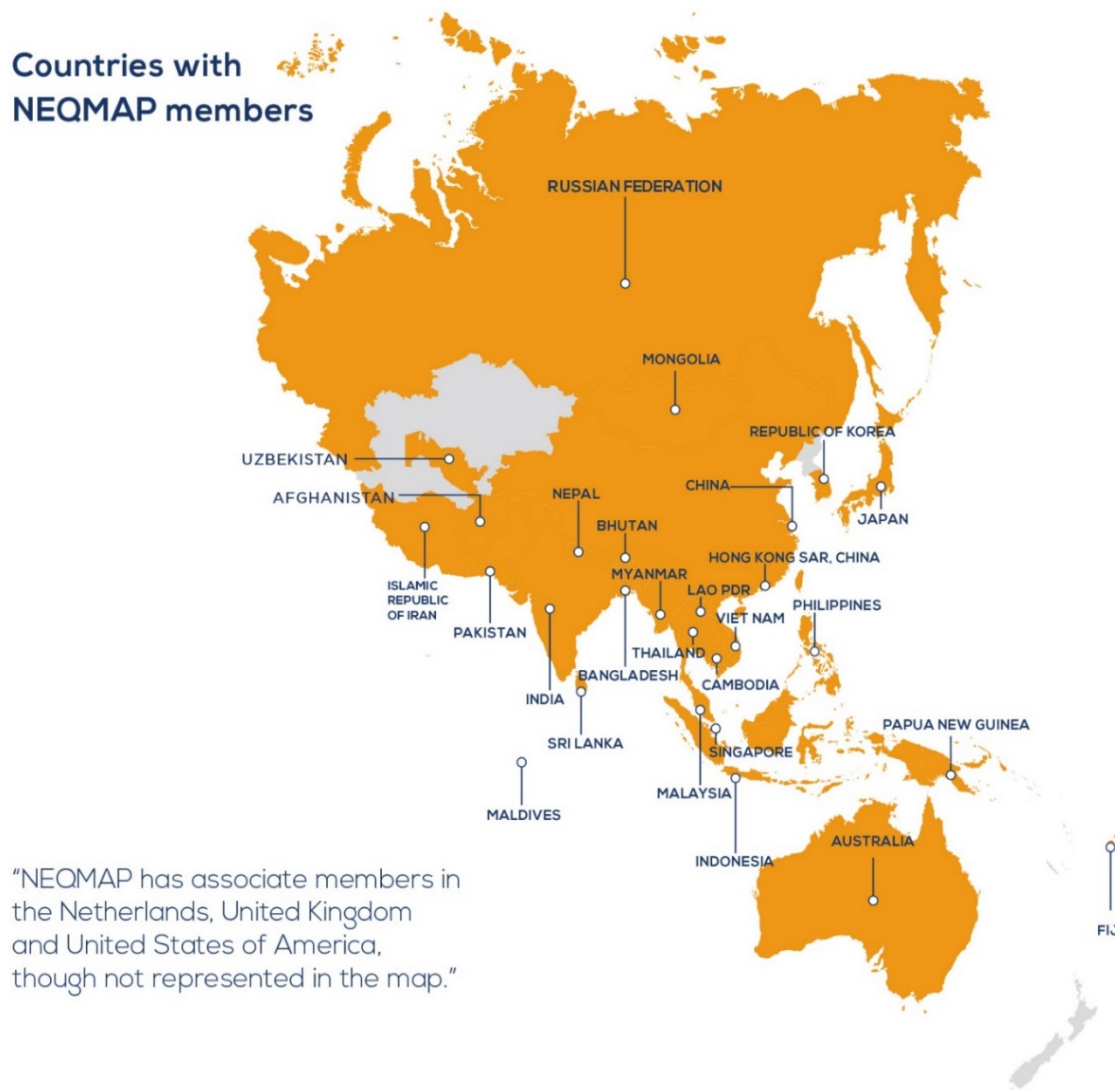 Countries with
NEQMAP members
RUSSIAN FEDERATION
MONGOLIA
REPUBLIC OF KOREA
UZBEKISTAN
CHINA
NEPAL
AFGHANISTAN
JAPAN
BHUTAN
HONG KONG SAR, CHINA
MYANMAR
LAO PDR
ISLAMIC
REPUBLIC
OF IRAN
PHILIPPINES
VIET NAM
PAKISTAN
THAILAND
BANGLADESH
CAMBODIA
INDIA
PAPUA NEW GUINEA
SRI LANKA
SINGAPORE
MALAYSIA
MALDIVES
AUSTRALIA
INDONESIA
"NEQMAP has associate members in
the Netherlands, United Kingdom
and United States of America,
though not represented in the map."